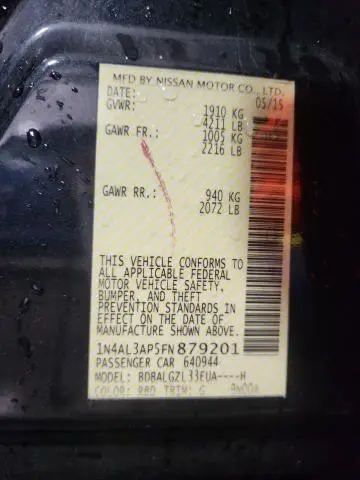 MFD BY NISSAN MOTOR CO., LTD.
DATE: 05/15
GVWR: 1910 KG
4211 LB
GAWR FR.: 1005 KG
2216 LB
GAWR RR.: 940 KG
2072 LB
THIS VEHICLE CONFORMS TO
ALL APPLICABLE FEDERAL
MOTOR VEHICLE SAFETY,
BUMPER, AND THEFT
PREVENTION STANDARDS IN
EFFECT ON THE DATE OF
MANUFACTURE SHOWN ABOVE.
1N4AL3AP5FN879201
PASSENGER CAR 640944
MODEL: BDBALGZL33EUA----H
COLOR: TRIM: G